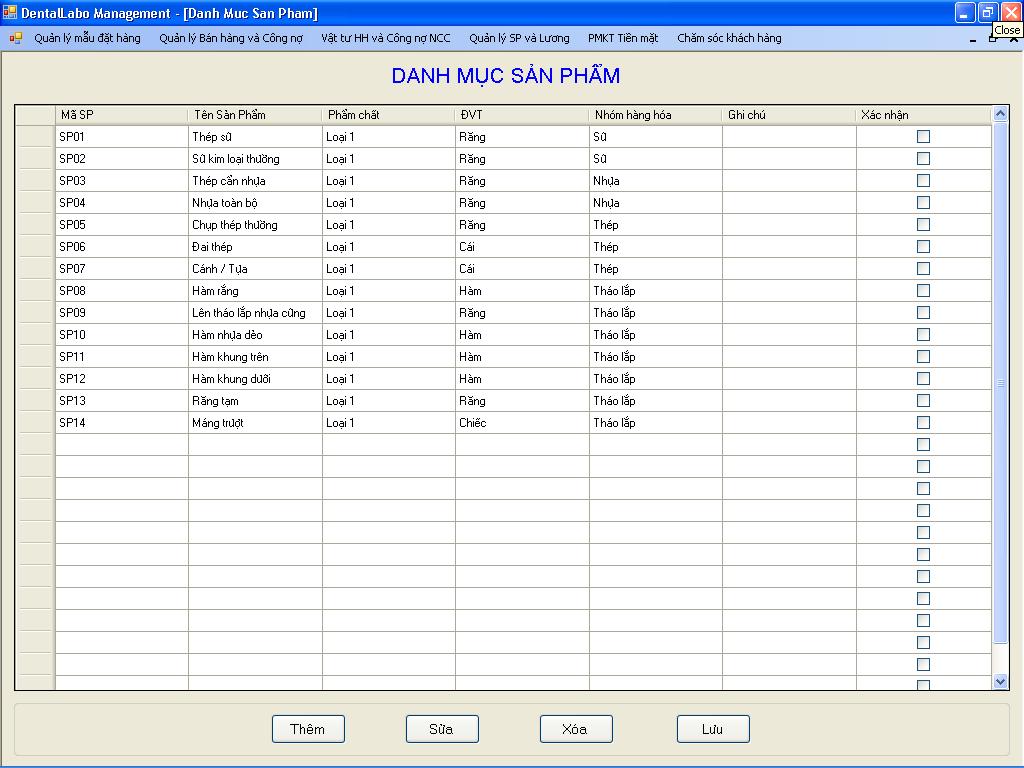 DentalLabo Management - [Danh Muc San Pham]
Close
Quản lý mẫu đặt hàng Quản lý Bán hàng và Công nợ Vật tư HH và Công nợ NCC Quản lý SP và Lương PMKT Tiền mặt Chăm sóc khách hàng
DANH MỤC SẢN PHẨM
Mã SP Tên Sản Phẩm Phẩm chất ĐVT Nhóm hàng hóa Ghi chú Xác nhận
SP01 Thép sứ Loại 1 Răng Sứ
SP02 Sứ kim loại thường Loại 1 Răng Sứ
SP03 Thép cẩn nhựa Loại 1 Răng Nhựa
SP04 Nhựa toàn bộ Loại 1 Răng Nhựa
SP05 Chụp thép thường Loại 1 Răng Thép
SP06 Đai thép Loại 1 Cái Thép
SP07 Cánh / Tựa Loại 1 Cái Thép
SP08 Hàm rắng Loại 1 Hàm Tháo lắp
SP09 Lên tháo lắp nhựa cứng Loại 1 Răng Tháo lắp
SP10 Hàm nhựa dẻo Loại 1 Hàm Tháo lắp
SP11 Hàm khung trên Loại 1 Hàm Tháo lắp
SP12 Hàm khung dưới Loại 1 Hàm Tháo lắp
SP13 Răng tạm Loại 1 Răng Tháo lắp
SP14 Máng trượt Loại 1 Chiếc Tháo lắp
Thêm Sửa Xóa Lưu